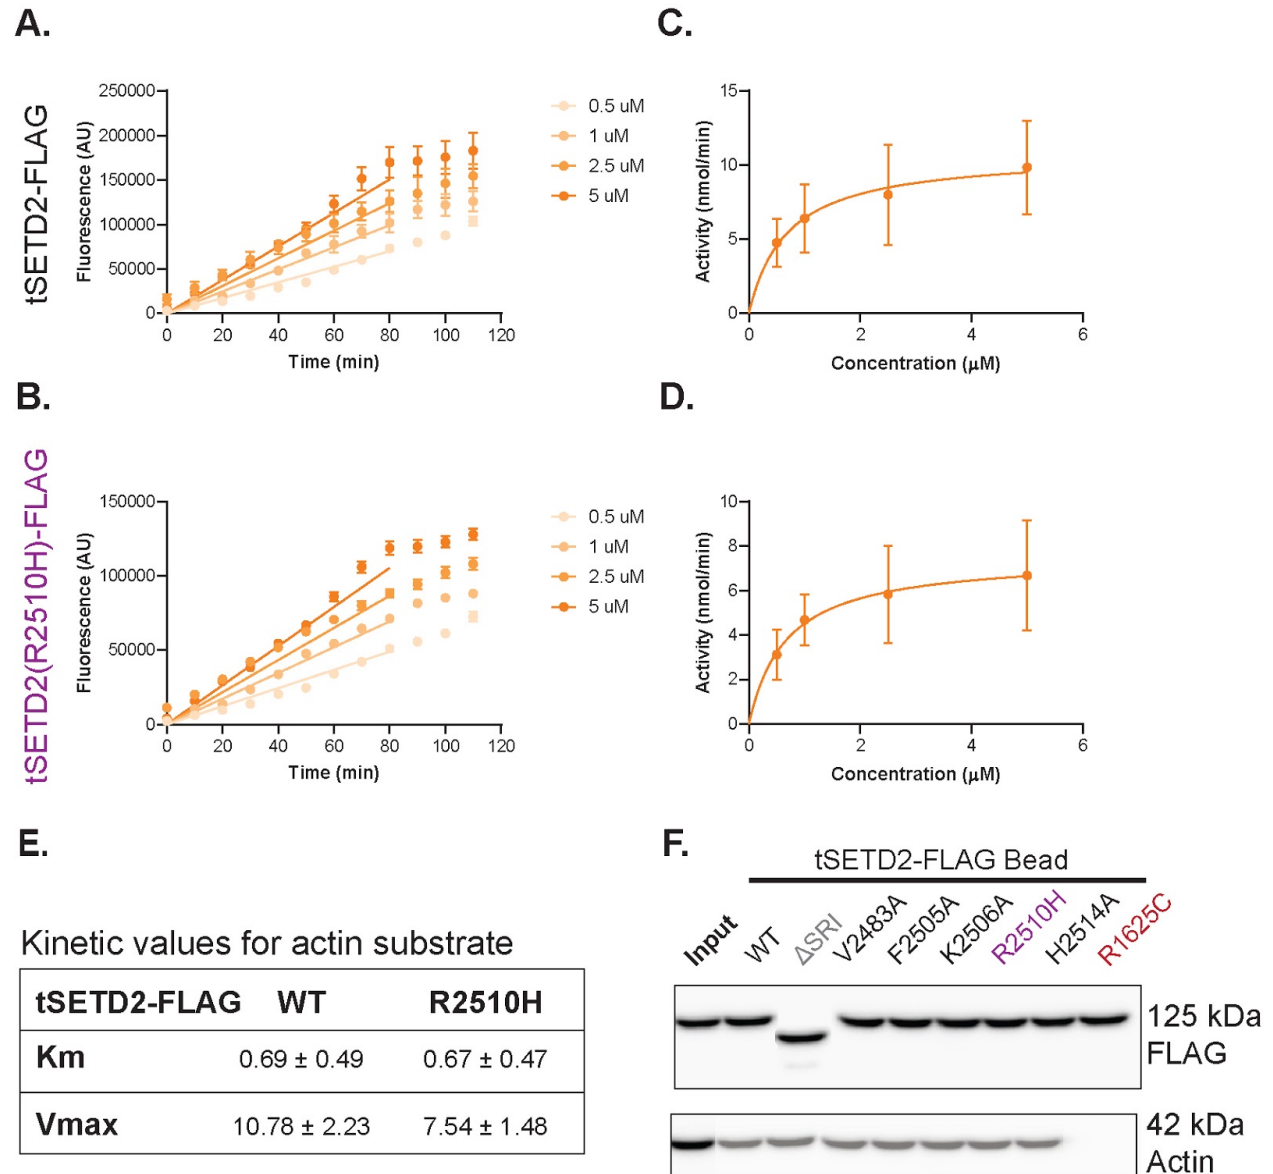 A.
tSETD2-FLAG
Fluorescence (AU)
250000
200000
150000
100000
50000
0
0 20 40 60 80 100 120
Time (min)
0.5 uM
1 uM
2.5 uM
5 uM
C.
Activity (nmol/min)
15
10
5
0
0 2 4 6
Concentration (μM)
B.
tSETD2(R2510H)-FLAG
Fluorescence (AU)
150000
100000
50000
0
0 20 40 60 80 100 120
Time (min)
0.5 uM
1 uM
2.5 uM
5 uM
D.
Activity (nmol/min)
10
8
6
4
2
0
0 2 4 6
Concentration (μM)
E.
Kinetic values for actin substrate
tSETD2-FLAG WT R2510H
Km 0.69 ± 0.49 0.67 ± 0.47
Vmax 10.78 ± 2.23 7.54 ± 1.48
F.
tSETD2-FLAG Bead
Input
WT
ΔSRI
V2483A
F2505A
K2506A
R2510H
H2514A
R1625C
125 kDa
FLAG
42 kDa
Actin